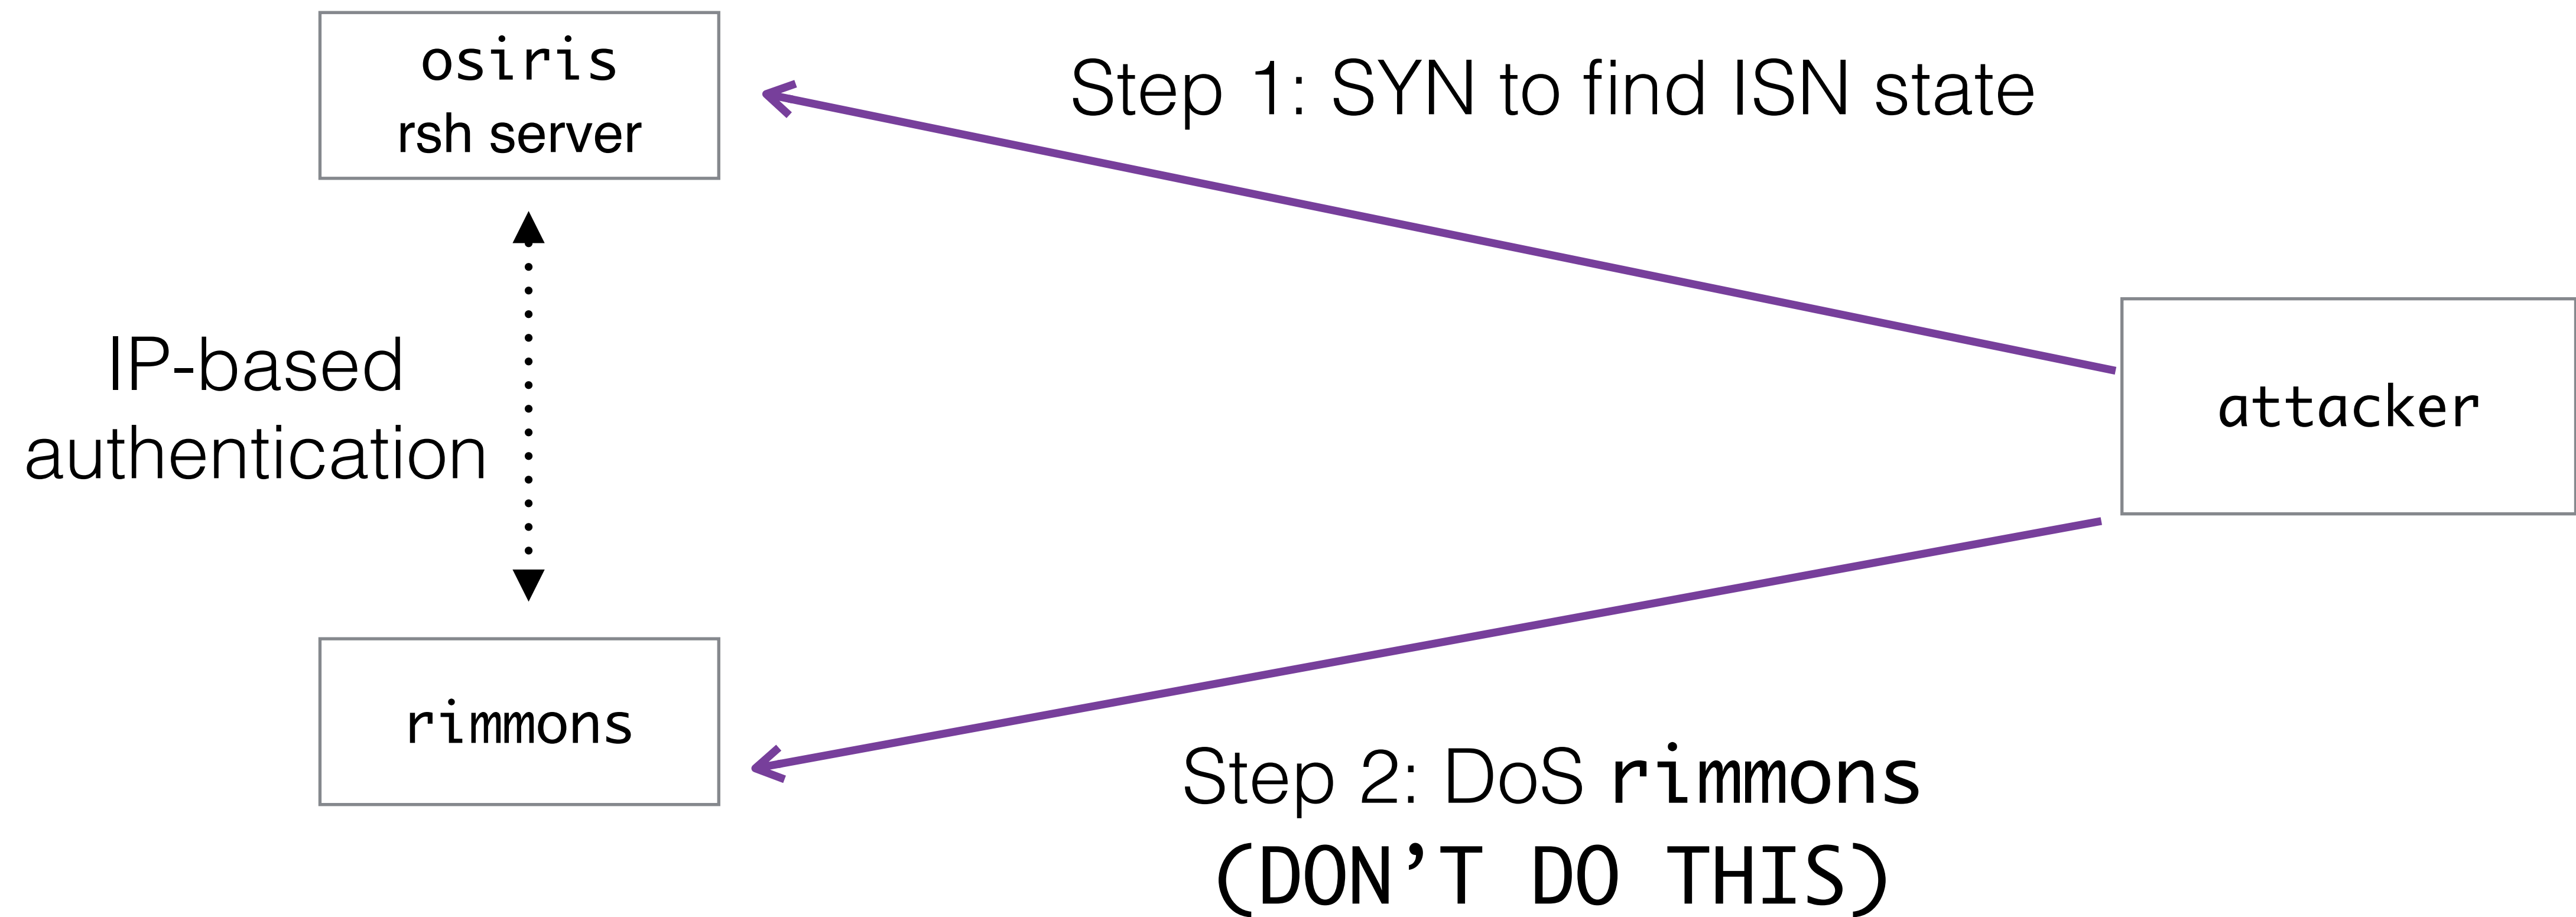 osiris
rsh server
Step 1: SYN to find ISN state
IP-based
authentication
attacker
rimmons
Step 2: DoS rimmons
(DON’T DO THIS)